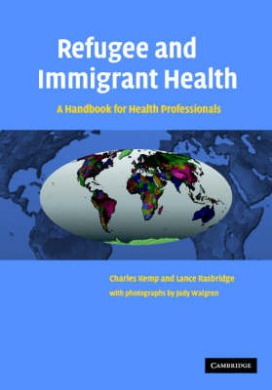 Refugee and
Immigrant Health
A Handbook for Health Professionals
Charles Kemp and Lance Rasbridge
with photographs by Judy Walgren
CAMBRIDGE